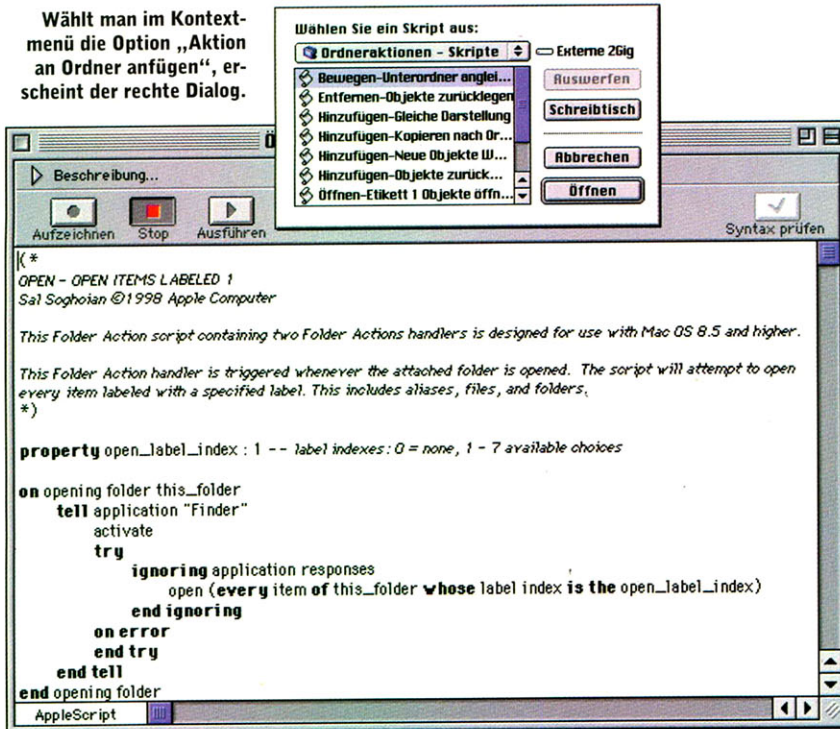 Wählt man im Kontext-
menü die Option „Aktion
an Ordner anfügen“, er-
scheint der rechte Dialog.
Wählen Sie ein Skript aus:
Ordneraktionen - Skripte
Externe 2Gig
Bewegen-Unterordner anglei...
Entfernen-Objekte zurücklegen
Hinzufügen-Gleiche Darstellung
Hinzufügen-Kopieren nach Or...
Hinzufügen-Neue Objekte W...
Hinzufügen-Objekte zurück...
Öffnen-Etikett 1 Objekte öffn...
Auswerfen
Schreibtisch
Abbrechen
Öffnen
Ö
Beschreibung...
Aufzeichnen Stop Ausführen
Syntax prüfen
(*
OPEN - OPEN ITEMS LABELED 1
Sal Soghoian ©1998 Apple Computer
This Folder Action script containing two Folder Actions handlers is designed for use with Mac OS 8.5 and higher.
This Folder Action handler is triggered whenever the attached folder is opened. The script will attempt to open
every item labeled with a specified label. This includes aliases, files, and folders.
*)
property open_label_index : 1 -- label indexes: 0 = none, 1 - 7 available choices
on opening folder this_folder
tell application "Finder"
activate
try
ignoring application responses
open (every item of this_folder whose label index is the open_label_index)
end ignoring
on error
end try
end tell
end opening folder
AppleScript